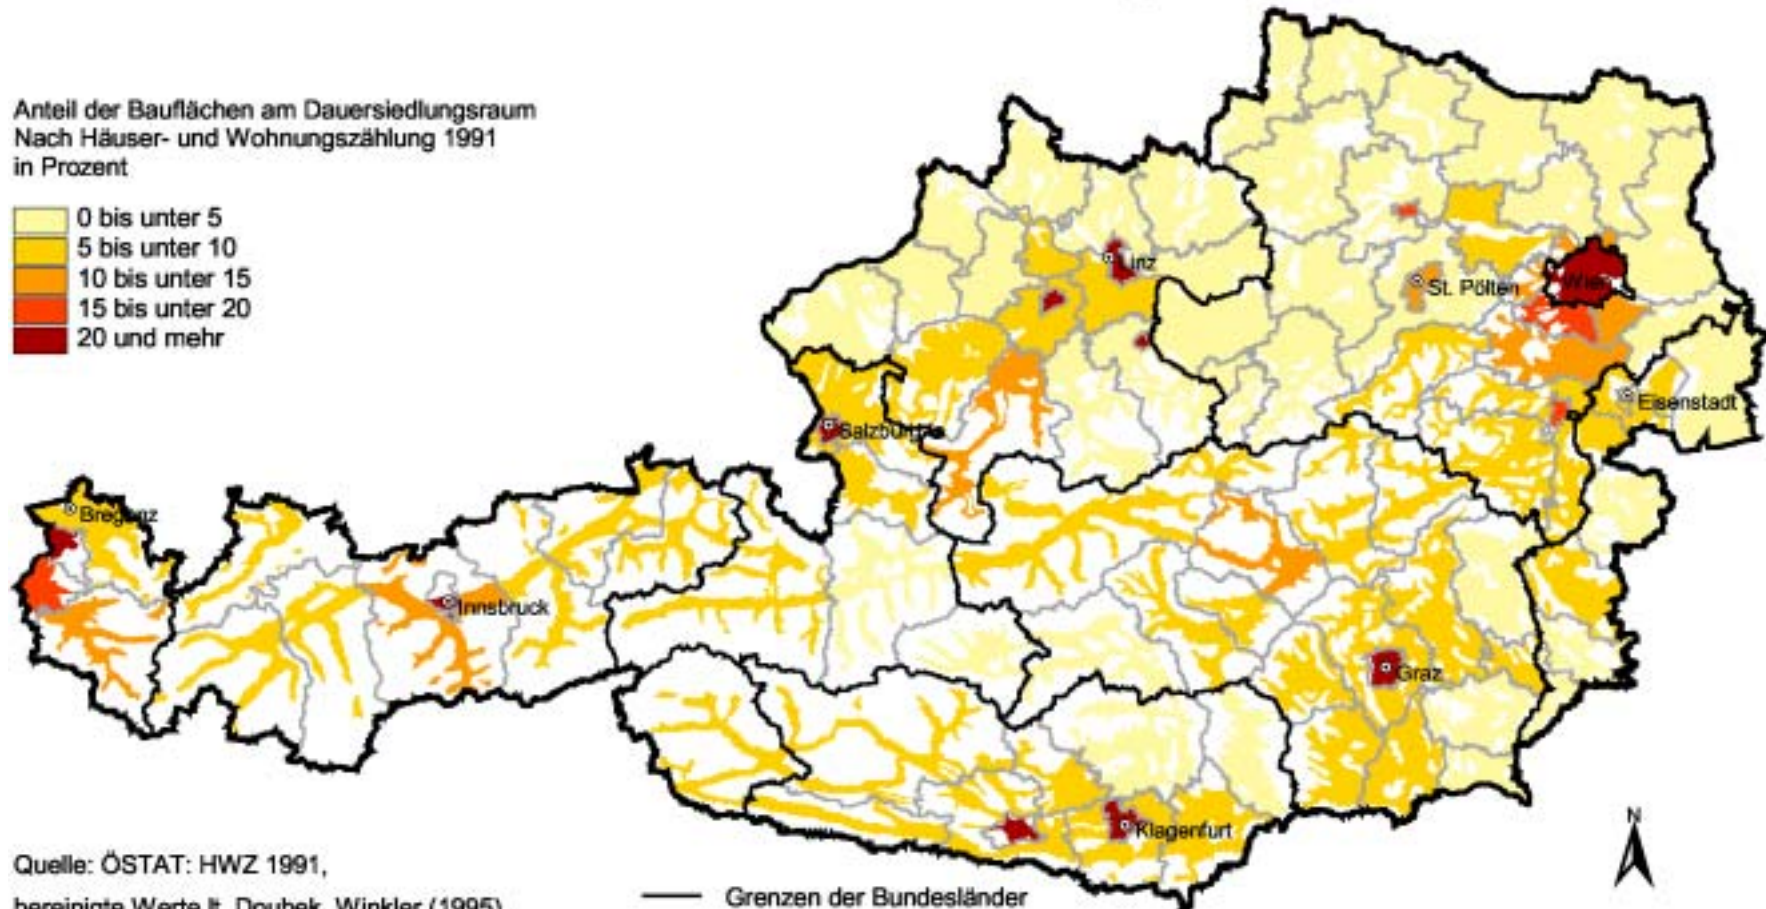 Anteil der Bauflächen am Dauersiedlungsraum
Nach Häuser- und Wohnungszählung 1991
in Prozent
0 bis unter 5
5 bis unter 10
10 bis unter 15
15 bis unter 20
20 und mehr
Linz
Wien
St. Pölten
Eisenstadt
Salzburg
Bregenz
Innsbruck
Graz
Klagenfurt
N
Quelle: ÖSTAT: HWZ 1991,
bereinigte Werte lt. Doubek, Winkler (1995)
Grenzen der Bundesländer